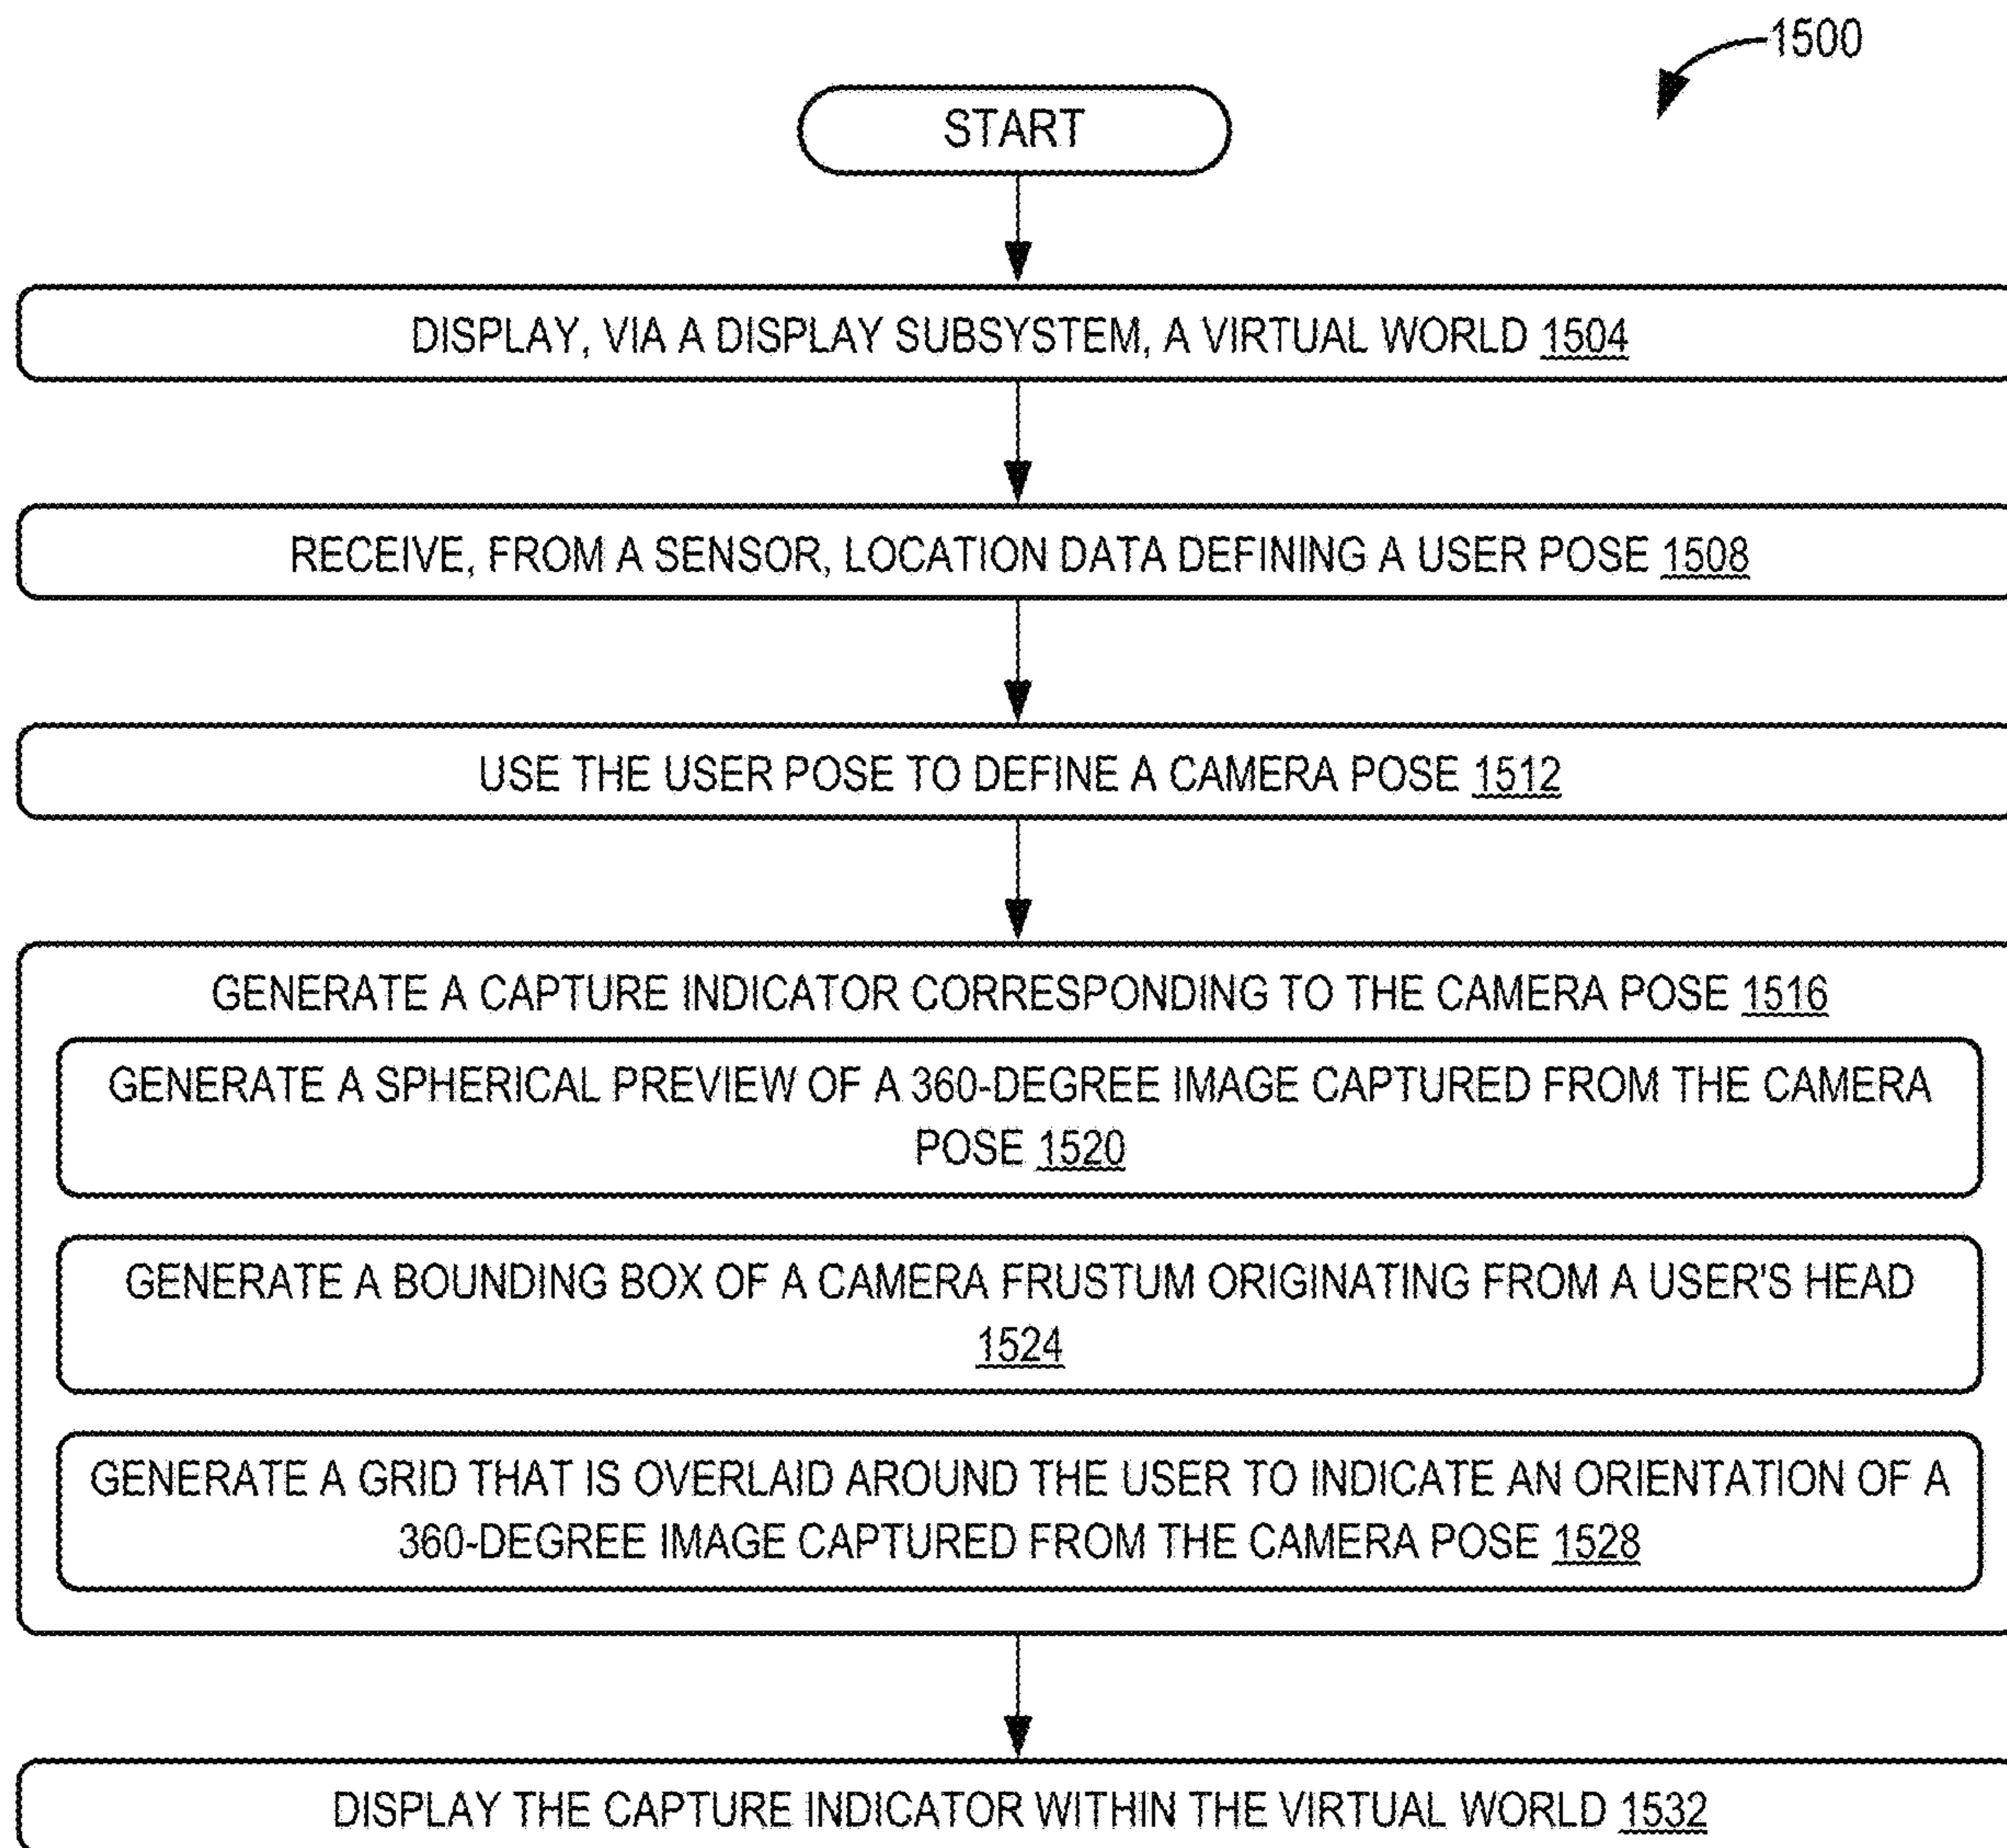 1500
START
DISPLAY, VIA A DISPLAY SUBSYSTEM, A VIRTUAL WORLD 1504
RECEIVE, FROM A SENSOR, LOCATION DATA DEFINING A USER POSE 1508
USE THE USER POSE TO DEFINE A CAMERA POSE 1512
GENERATE A CAPTURE INDICATOR CORRESPONDING TO THE CAMERA POSE 1516
GENERATE A SPHERICAL PREVIEW OF A 360-DEGREE IMAGE CAPTURED FROM THE CAMERA
POSE 1520
GENERATE A BOUNDING BOX OF A CAMERA FRUSTUM ORIGINATING FROM A USER'S HEAD
1524
GENERATE A GRID THAT IS OVERLAID AROUND THE USER TO INDICATE AN ORIENTATION OF A
360-DEGREE IMAGE CAPTURED FROM THE CAMERA POSE 1528
DISPLAY THE CAPTURE INDICATOR WITHIN THE VIRTUAL WORLD 1532